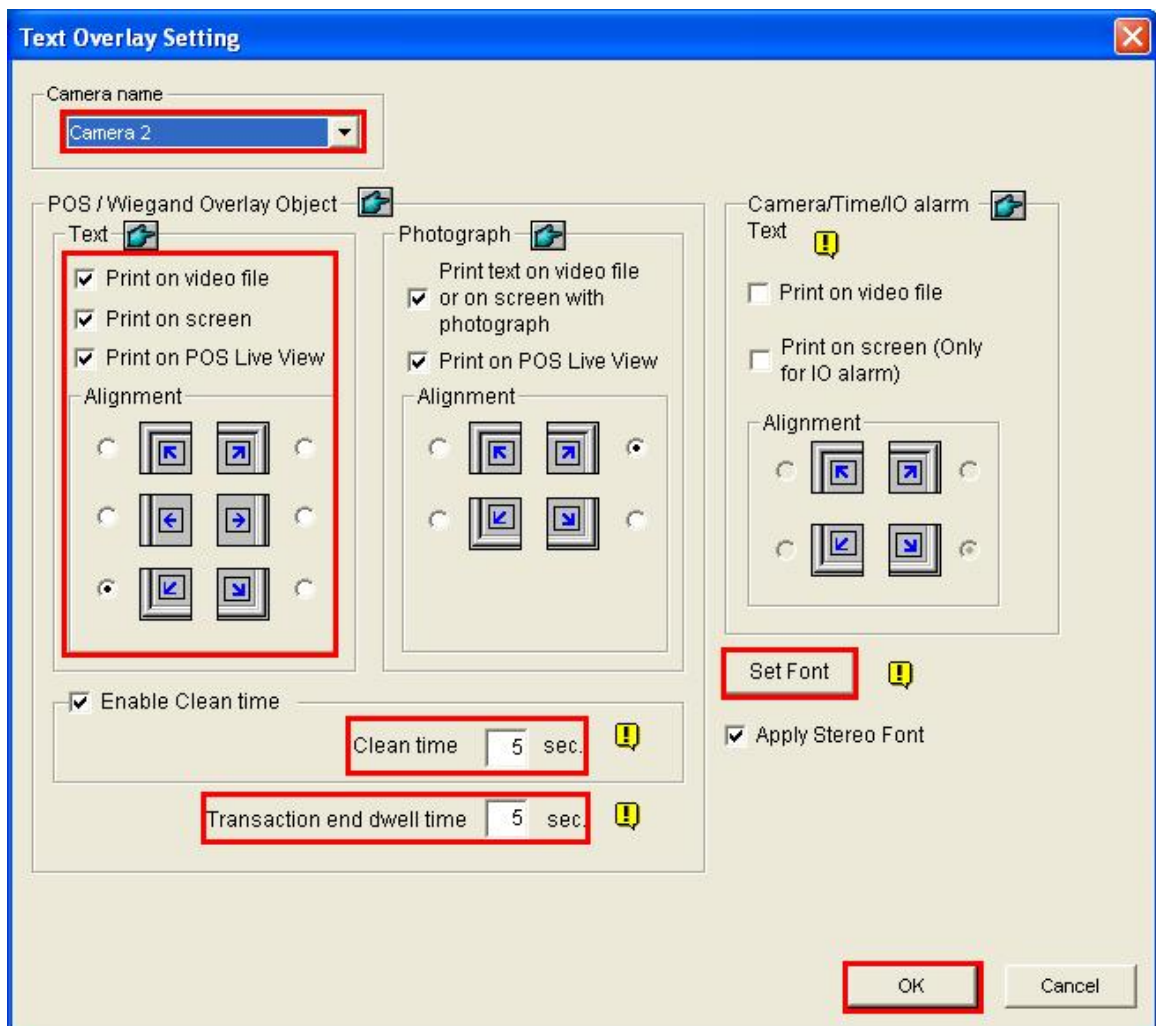 Text Overlay Setting
Camera name
Camera 2
POS / Wiegand Overlay Object
Text
Print on video file
Print on screen
Print on POS Live View
Alignment
Photograph
Print text on video file
or on screen with
photograph
Print on POS Live View
Alignment
Camera/Time/IO alarm
Text
Print on video file
Print on screen (Only
for IO alarm)
Alignment
Enable Clean time
Clean time 5 sec.
Transaction end dwell time 5 sec.
Set Font
Apply Stereo Font
OK
Cancel